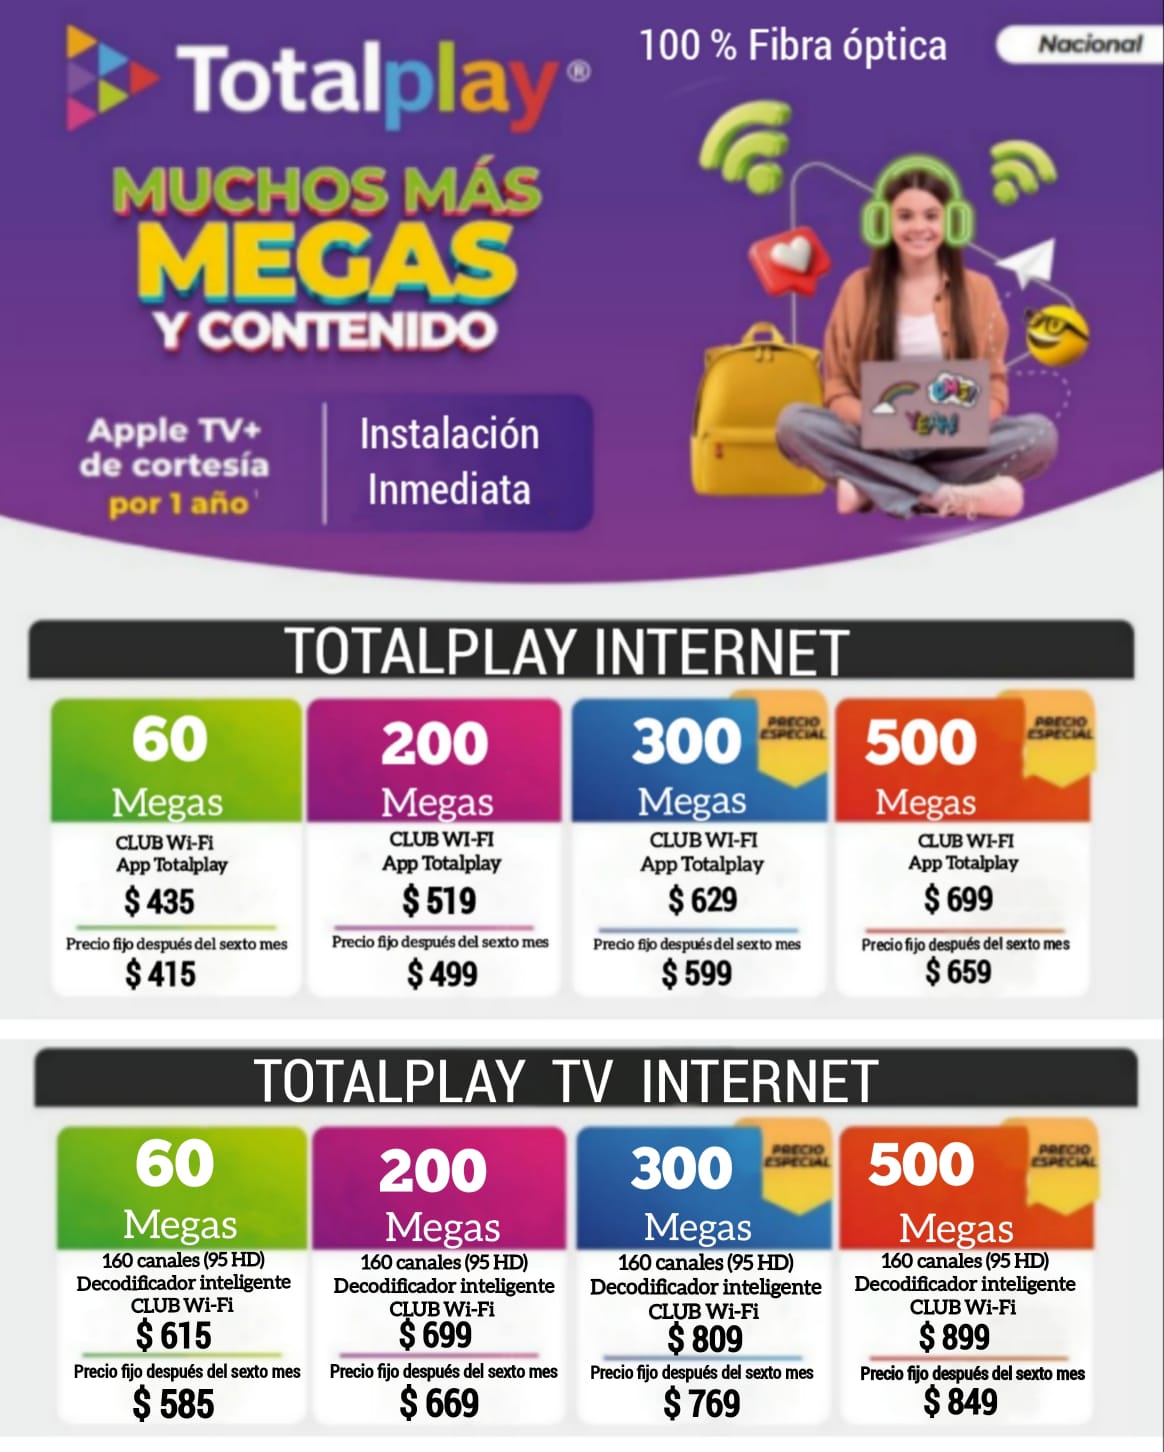 Totalplay®
100 % Fibra óptica
Nacional
MUCHOS MÁS
MEGAS
Y CONTENIDO
Apple TV+
de cortesía
por 1 año¹
Instalación
Inmediata
OMG!
YEAH!
TOTALPLAY INTERNET
60
Megas
CLUB Wi-Fi
App Totalplay
$ 435
Precio fijo después del sexto mes
$ 415
200
Megas
CLUB WI-FI
App Totalplay
$ 519
Precio fijo después del sexto mes
$ 499
300
Megas
PRECIO
ESPECIAL
CLUB WI-FI
App Totalplay
$ 629
Precio fijo después del sexto mes
$ 599
500
Megas
PRECIO
ESPECIAL
CLUB WI-FI
App Totalplay
$ 699
Precio fijo después del sexto mes
$ 659
TOTALPLAY TV INTERNET
60
Megas
160 canales (95 HD)
Decodificador inteligente
CLUB Wi-Fi
$ 615
Precio fijo después del sexto mes
$ 585
200
Megas
160 canales (95 HD)
Decodificador inteligente
CLUB Wi-Fi
$ 699
Precio fijo después del sexto mes
$ 669
300
Megas
PRECIO
ESPECIAL
160 canales (95 HD)
Decodificador inteligente
CLUB Wi-Fi
$ 809
Precio fijo después del sexto mes
$ 769
500
Megas
PRECIO
ESPECIAL
160 canales (95 HD)
Decodificador inteligente
CLUB Wi-Fi
$ 899
Precio fijo después del sexto mes
$ 849